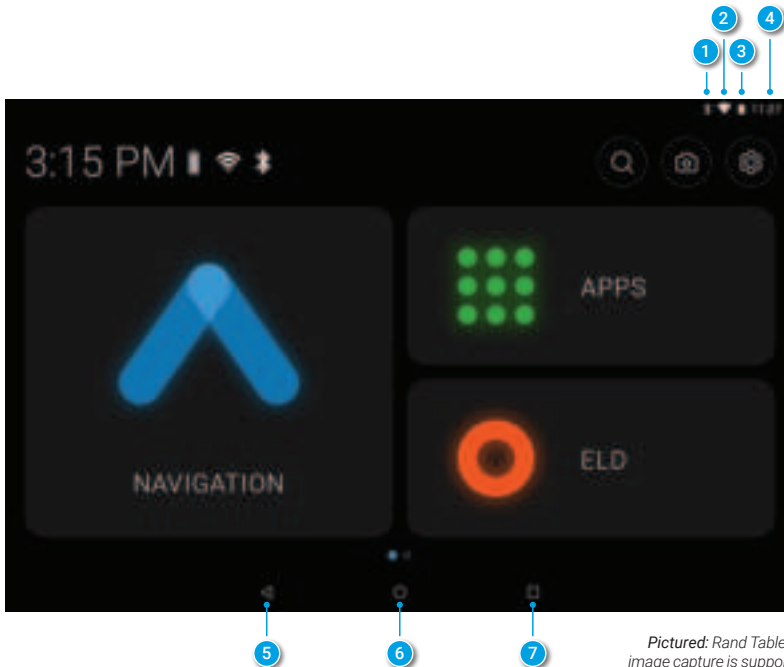 2 4
1 3
3:15 PM
APPS
NAVIGATION
ELD
5 6 7
Pictured: Rand Table
image capture is suppo